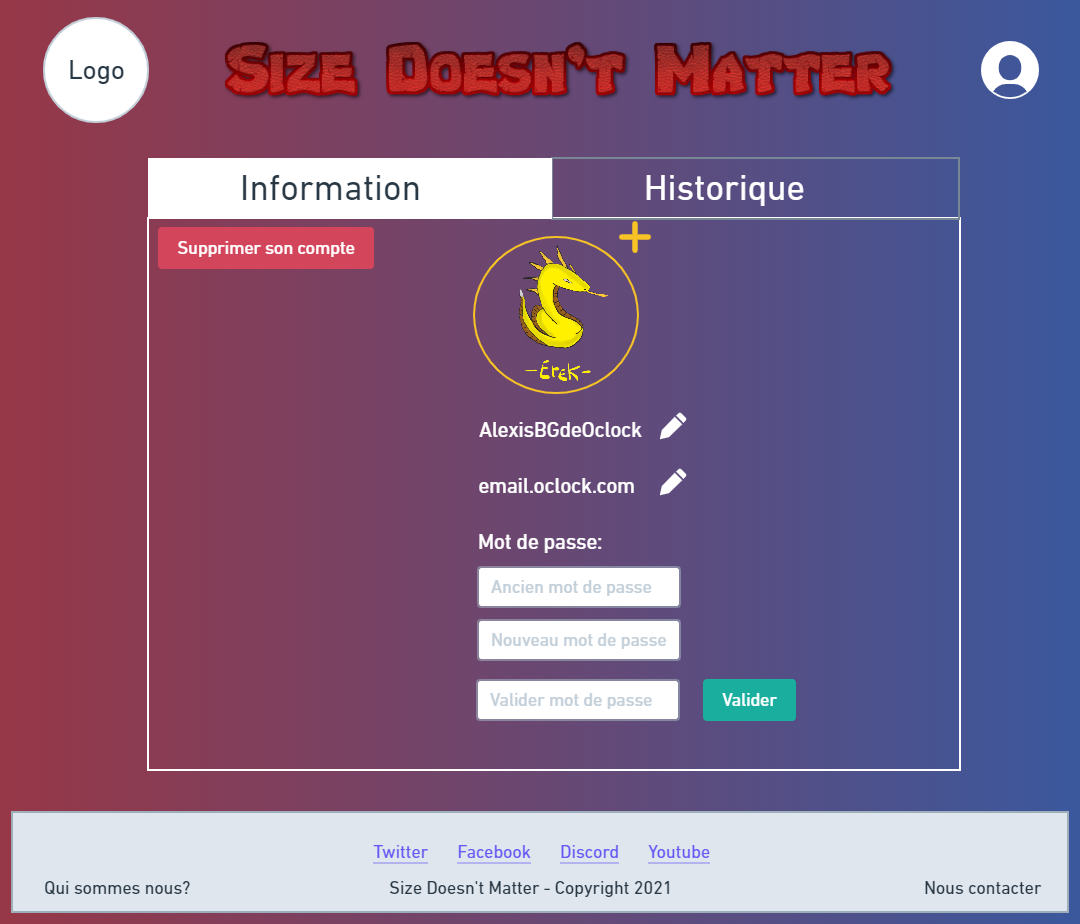 Logo
Size Doesn't Matter
Information
Historique
Supprimer son compte
-Erek-
AlexisBGdeOclock
email.oclock.com
Mot de passe:
Ancien mot de passe
Nouveau mot de passe
Valider mot de passe
Valider
Twitter Facebook Discord Youtube
Qui sommes nous? Size Doesn't Matter - Copyright 2021 Nous contacter